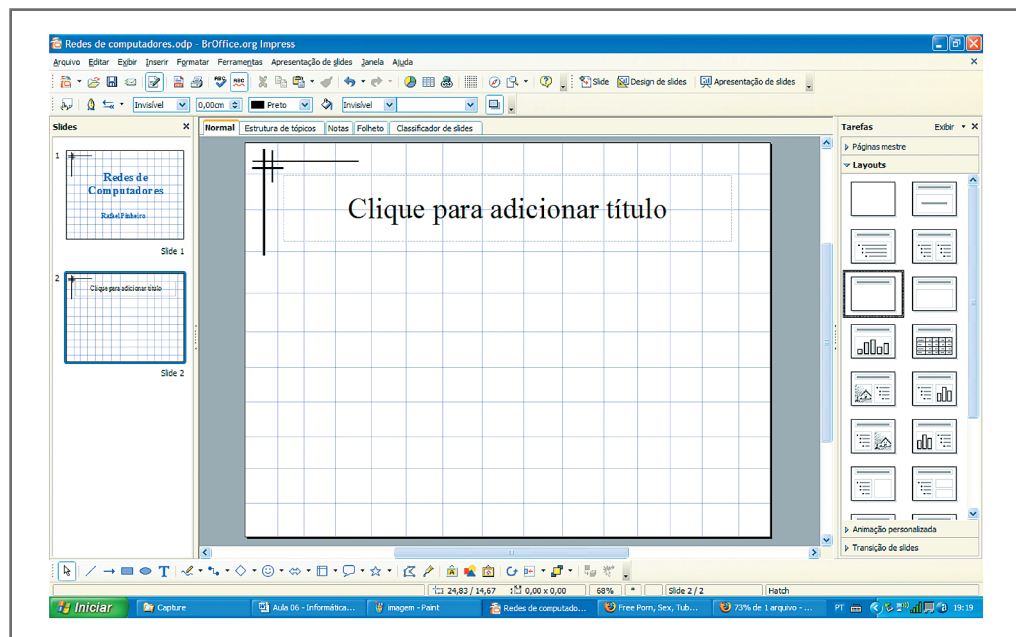 Redes de computadores.odp - BrOffice.org Impress
Arquivo Editar Exibir Inserir Formatar Ferramentas Apresentação de slides Janela Ajuda
Slide Design de slides Apresentação de slides
Invisível 0,00cm Preto Invisível
Slides
Normal Estrutura de tópicos Notas Folheto Classificador de slides
Tarefas Exibir
Páginas mestre
Layouts
1
Redes de
Computadores
Rafael Pinheiro
Slide 1
2
Clique para adicionar título
Slide 2
Clique para adicionar título
Animação personalizada
Transição de slides
24,83 / 14,67 0,00 x 0,00 68% * Slide 2 / 2 Hatch
Iniciar Capture Aula 06 - Informática... imagem - Paint Redes de computado... Free Porn, Sex, Tub... 73% de 1 arquivo - ... PT 19:19